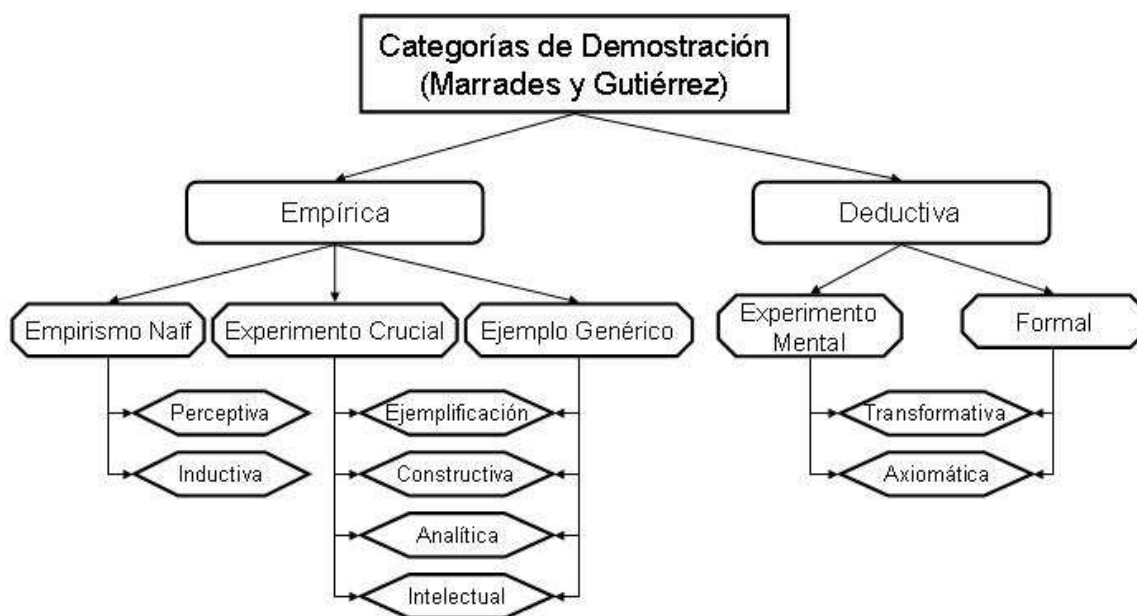 Categorías de Demostración
(Marrades y Gutiérrez)
Empírica
Deductiva
Empirismo Naïf
Experimento Crucial
Ejemplo Genérico
Experimento
Mental
Formal
Perceptiva
Ejemplificación
Transformativa
Inductiva
Constructiva
Axiomática
Analítica
Intelectual